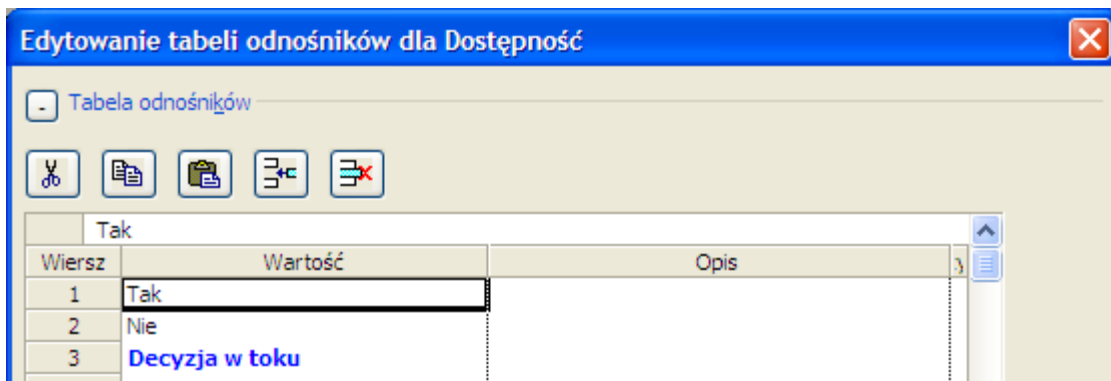 Edytowanie tabeli odnośników dla Dostępność
- Tabela odnośników
Tak
Wiersz Wartość Opis
1 Tak
2 Nie
3 Decyzja w toku